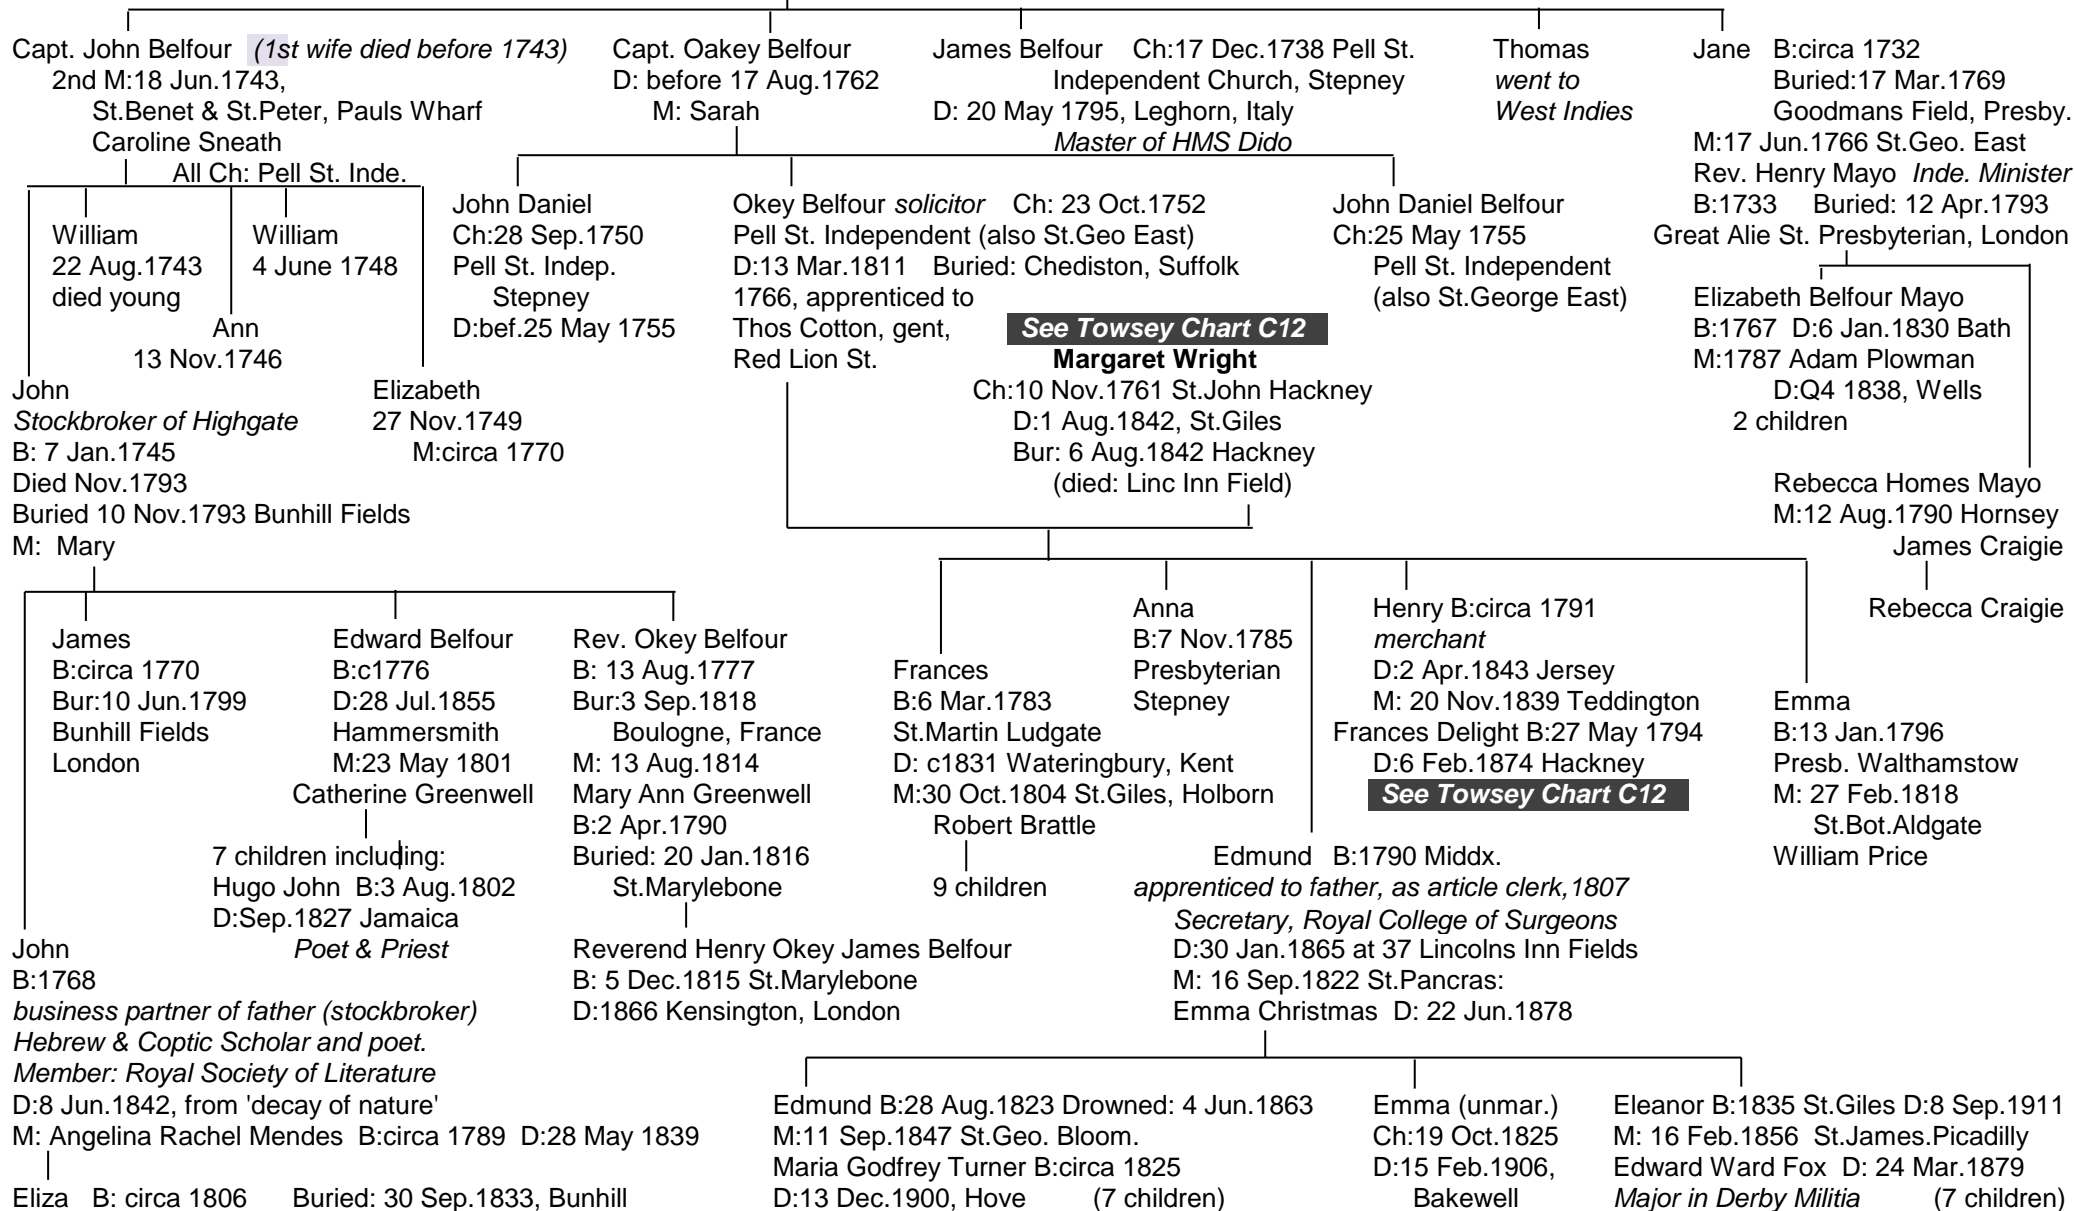 Capt. John Belfour (1st wife died before 1743)
2nd M:18 Jun.1743,
St.Benet & St.Peter, Pauls Wharf
Caroline Sneath
All Ch: Pell St. Inde.
Capt. Oakey Belfour
D: before 17 Aug.1762
M: Sarah
James Belfour Ch:17 Dec.1738 Pell St.
Independent Church, Stepney
D: 20 May 1795, Leghorn, Italy
Master of HMS Dido
Thomas
went to
West Indies
Jane B:circa 1732
Buried:17 Mar.1769
Goodmans Field, Presby.
M:17 Jun.1766 St.Geo. East
Rev. Henry Mayo Inde. Minister
B:1733 Buried: 12 Apr.1793
Great Alie St. Presbyterian, London
William
22 Aug.1743
died young
William
4 June 1748
Ann
13 Nov.1746
John
Stockbroker of Highgate
B: 7 Jan.1745
Died Nov.1793
Buried 10 Nov.1793 Bunhill Fields
M: Mary
Elizabeth
27 Nov.1749
M:circa 1770
John Daniel
Ch:28 Sep.1750
Pell St. Indep.
Stepney
D:bef.25 May 1755
Okey Belfour solicitor Ch: 23 Oct.1752
Pell St. Independent (also St.Geo East)
D:13 Mar.1811 Buried: Chediston, Suffolk
1766, apprenticed to
Thos Cotton, gent,
Red Lion St.
See Towsey Chart C12
Margaret Wright
Ch:10 Nov.1761 St.John Hackney
D:1 Aug.1842, St.Giles
Bur: 6 Aug.1842 Hackney
(died: Linc Inn Field)
John Daniel Belfour
Ch:25 May 1755
Pell St. Independent
(also St.George East)
Elizabeth Belfour Mayo
B:1767 D:6 Jan.1830 Bath
M:1787 Adam Plowman
D:Q4 1838, Wells
2 children
Rebecca Homes Mayo
M:12 Aug.1790 Hornsey
James Craigie
Rebecca Craigie
James
B:circa 1770
Bur:10 Jun.1799
Bunhill Fields
London
Edward Belfour
B:c1776
D:28 Jul.1855
Hammersmith
M:23 May 1801
Catherine Greenwell
7 children including:
Hugo John B:3 Aug.1802
D:Sep.1827 Jamaica
Poet & Priest
Rev. Okey Belfour
B: 13 Aug.1777
Bur:3 Sep.1818
Boulogne, France
M: 13 Aug.1814
Mary Ann Greenwell
B:2 Apr.1790
Buried: 20 Jan.1816
St.Marylebone
Reverend Henry Okey James Belfour
B: 5 Dec.1815 St.Marylebone
D:1866 Kensington, London
Frances
B:6 Mar.1783
St.Martin Ludgate
D: c1831 Wateringbury, Kent
M:30 Oct.1804 St.Giles, Holborn
Robert Brattle
9 children
Anna
B:7 Nov.1785
Presbyterian
Stepney
Henry B:circa 1791
merchant
D:2 Apr.1843 Jersey
M: 20 Nov.1839 Teddington
Frances Delight B:27 May 1794
D:6 Feb.1874 Hackney
See Towsey Chart C12
Emma
B:13 Jan.1796
Presb. Walthamstow
M: 27 Feb.1818
St.Bot.Aldgate
William Price
Edmund B:1790 Middx.
apprenticed to father, as article clerk,1807
Secretary, Royal College of Surgeons
D:30 Jan.1865 at 37 Lincolns Inn Fields
M: 16 Sep.1822 St.Pancras:
Emma Christmas D: 22 Jun.1878
John
B:1768
business partner of father (stockbroker)
Hebrew & Coptic Scholar and poet.
Member: Royal Society of Literature
D:8 Jun.1842, from 'decay of nature'
M: Angelina Rachel Mendes B:circa 1789 D:28 May 1839
Eliza B: circa 1806 Buried: 30 Sep.1833, Bunhill
Edmund B:28 Aug.1823 Drowned: 4 Jun.1863
M:11 Sep.1847 St.Geo. Bloom.
Maria Godfrey Turner B:circa 1825
D:13 Dec.1900, Hove (7 children)
Emma (unmar.)
Ch:19 Oct.1825
D:15 Feb.1906,
Bakewell
Eleanor B:1835 St.Giles D:8 Sep.1911
M: 16 Feb.1856 St.James.Picadilly
Edward Ward Fox D: 24 Mar.1879
Major in Derby Militia (7 children)